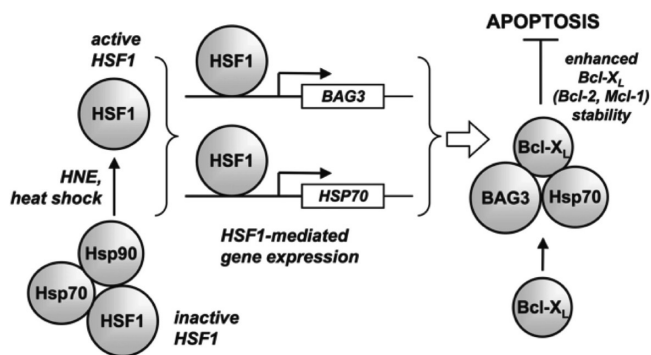 active
HSF1
HSF1
HNE,
heat shock
Hsp90
Hsp70
HSF1
inactive
HSF1
HSF1
BAG3
HSF1
HSP70
HSF1-mediated
gene expression
APOPTOSIS
enhanced
Bcl-XL
(Bcl-2, Mcl-1)
stability
Bcl-XL
BAG3
Hsp70
Bcl-XL